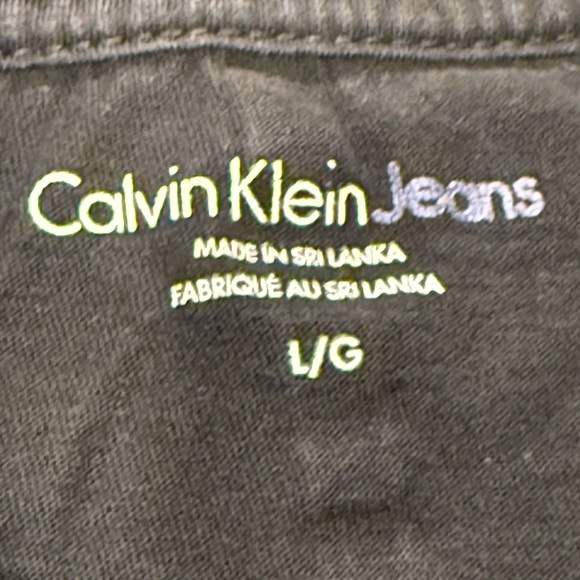 Calvin Klein Jeans
MADE IN SRI LANKA
FABRIQUÉ AU SRI LANKA
L/G